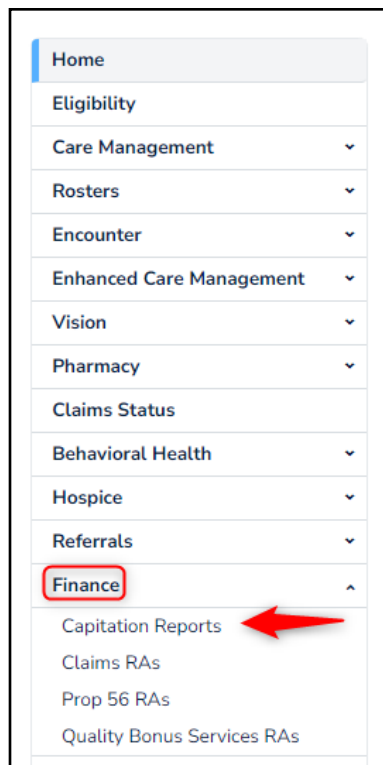 Home
Eligibility
Care Management
Rosters
Encounter
Enhanced Care Management
Vision
Pharmacy
Claims Status
Behavioral Health
Hospice
Referrals
Finance
Capitation Reports
Claims RAs
Prop 56 RAs
Quality Bonus Services RAs